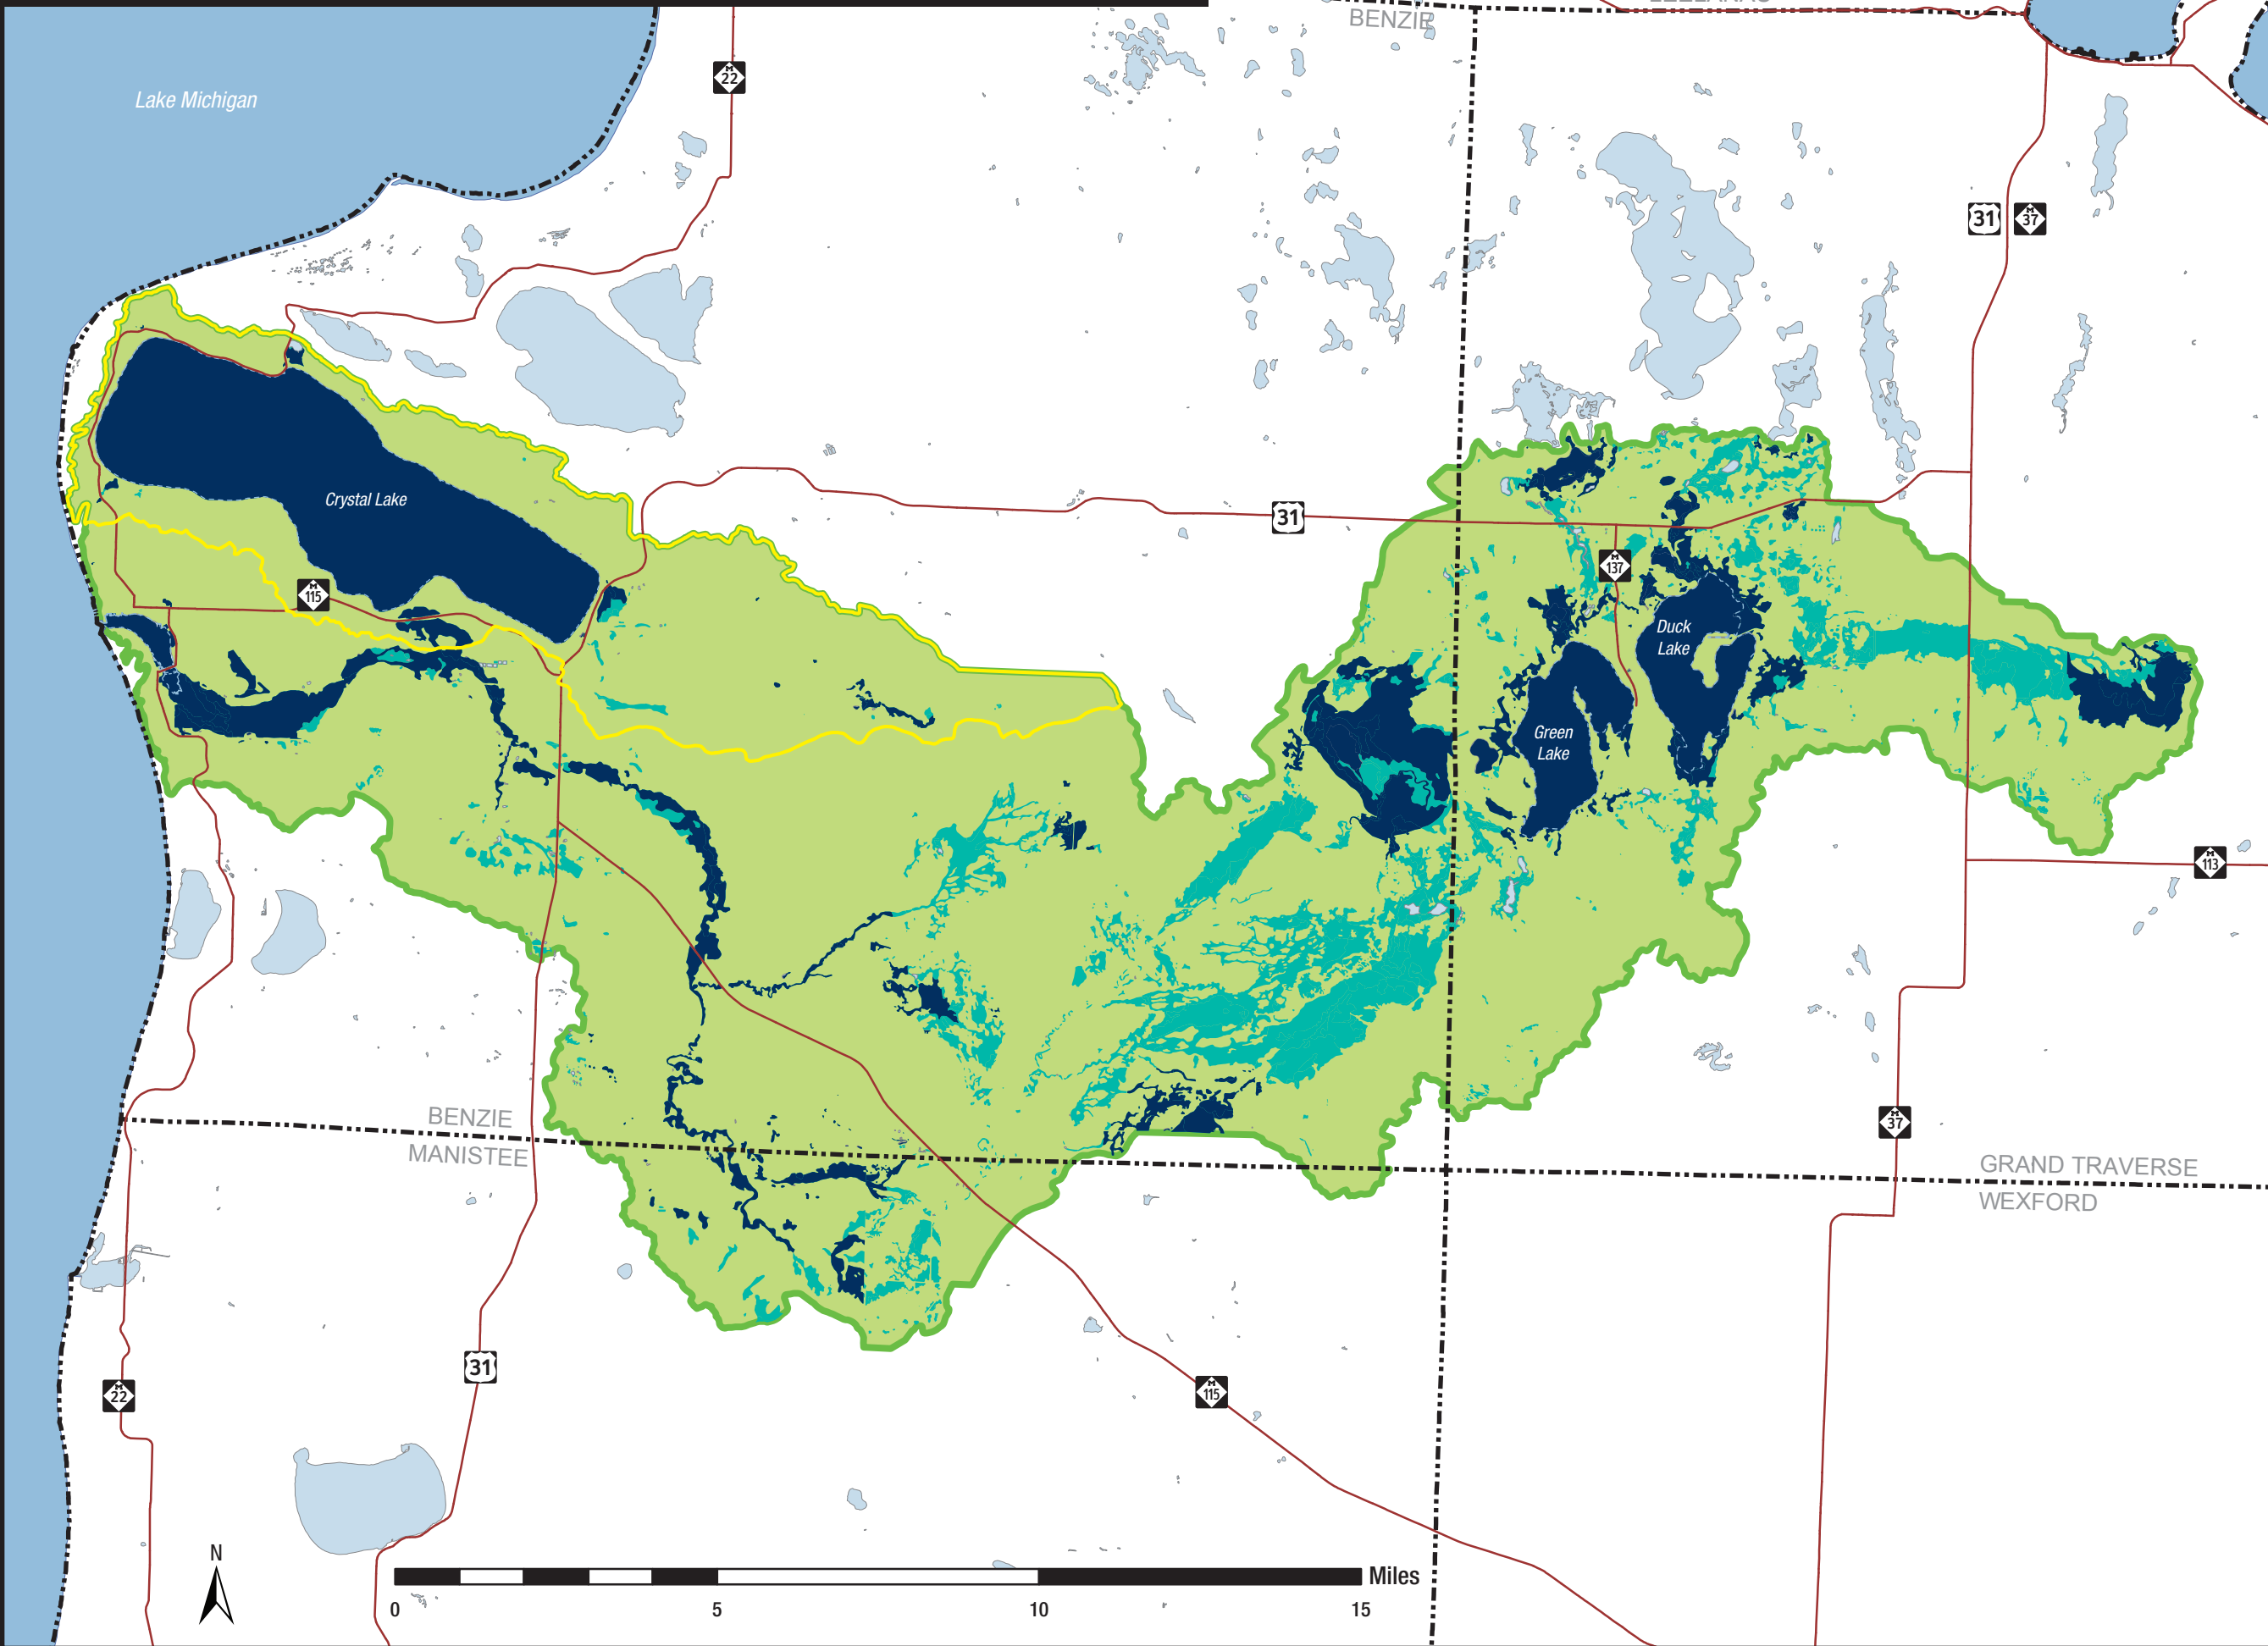 BENZIE
Lake Michigan
M
22
31
M
37
Crystal Lake
31
M
137
M
115
Duck
Lake
Green
Lake
M
113
BENZIE
MANISTEE
M
37
GRAND TRAVERSE
WEXFORD
31
M
22
M
115
N
Miles
0 5 10 15